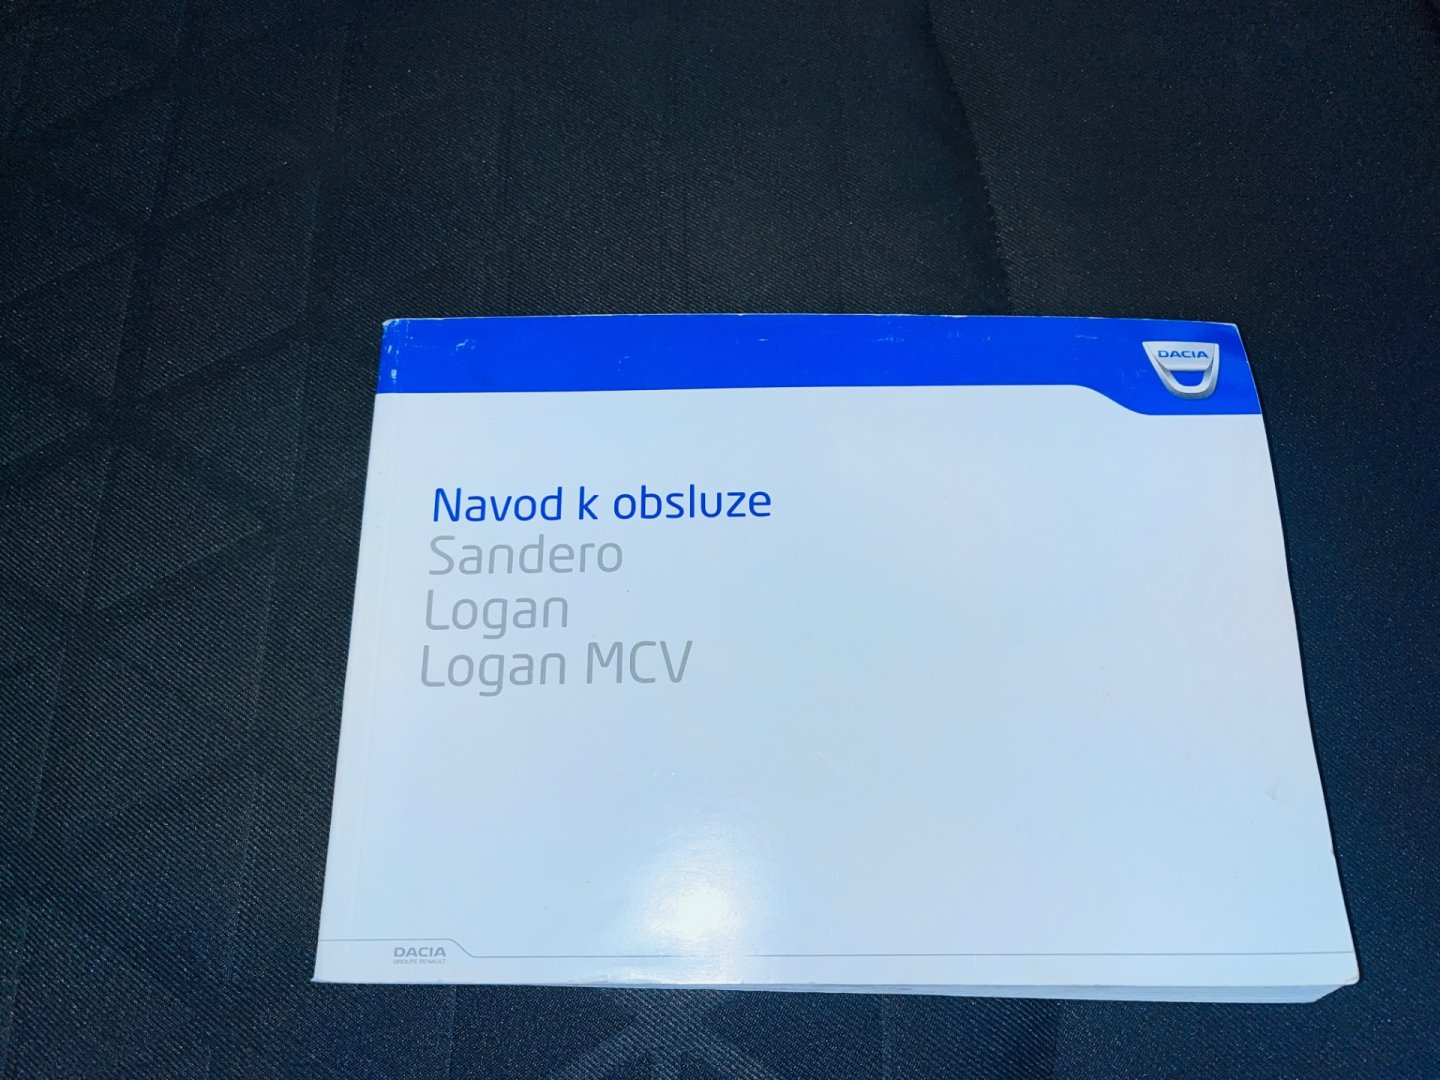 DACIA
Navod k obsluze
Sandero
Logan
Logan MCV
DACIA
GROUPE RENAULT